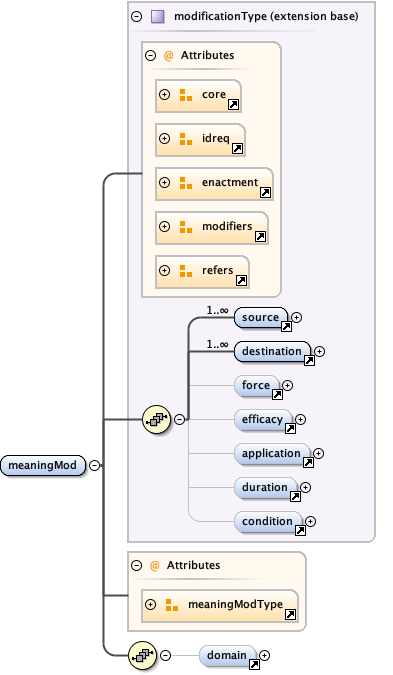 modificationType (extension base)
@ Attributes
core
idreq
enactment
modifiers
refers
1..∞
source
1..∞
destination
force
efficacy
application
duration
condition
meaningMod
@ Attributes
meaningModType
domain